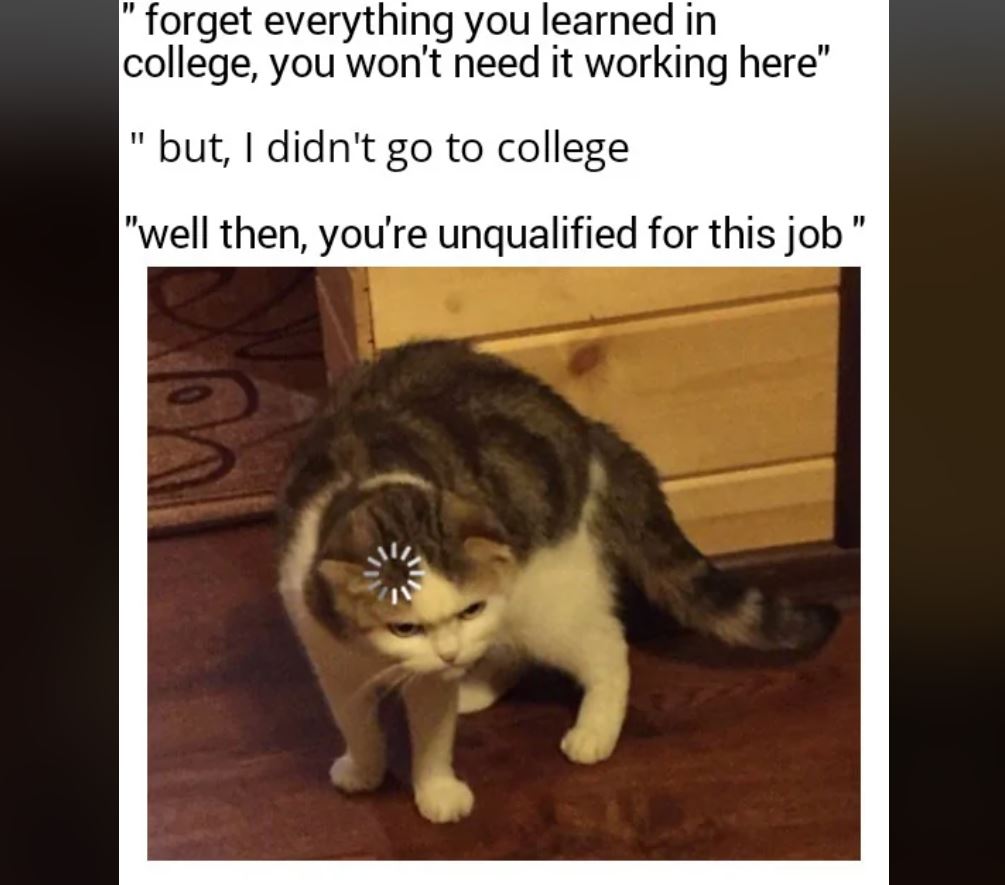 " forget everything you learned in
college, you won't need it working here"
" but, I didn't go to college
"well then, you're unqualified for this job "